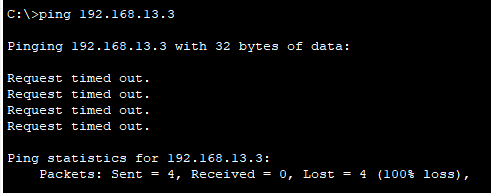 C:\>ping 192.168.13.3
Pinging 192.168.13.3 with 32 bytes of data:
Request timed out.
Request timed out.
Request timed out.
Request timed out.
Ping statistics for 192.168.13.3:
    Packets: Sent = 4, Received = 0, Lost = 4 (100% loss),